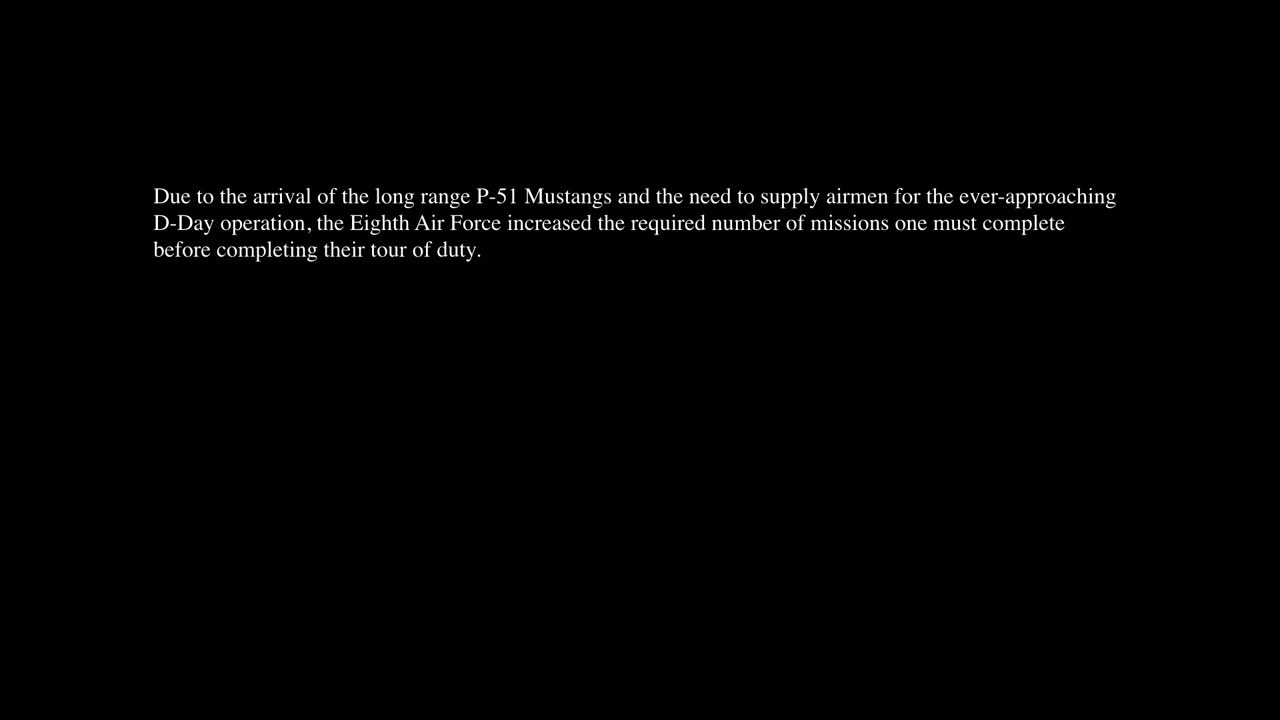 Due to the arrival of the long range P-51 Mustangs and the need to supply airmen for the ever-approaching
D-Day operation, the Eighth Air Force increased the required number of missions one must complete
before completing their tour of duty.